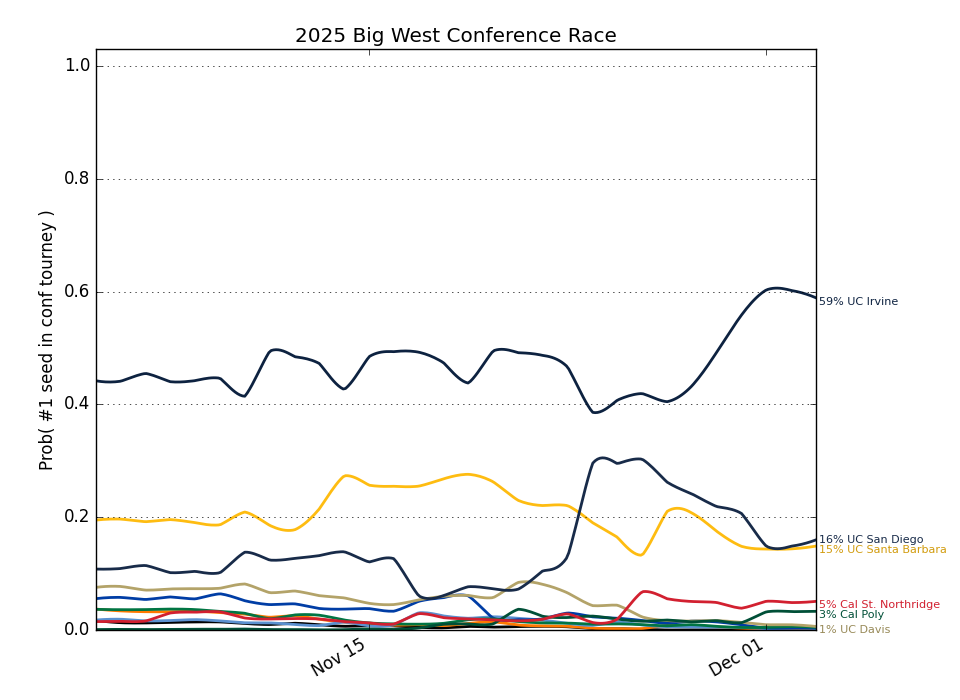 2025 Big West Conference Race
Prob( #1 seed in conf tourney )
1.0
0.8
0.6
0.4
0.2
0.0
59% UC Irvine
16% UC San Diego
15% UC Santa Barbara
5% Cal St. Northridge
3% Cal Poly
1% UC Davis
Nov 15
Dec 01